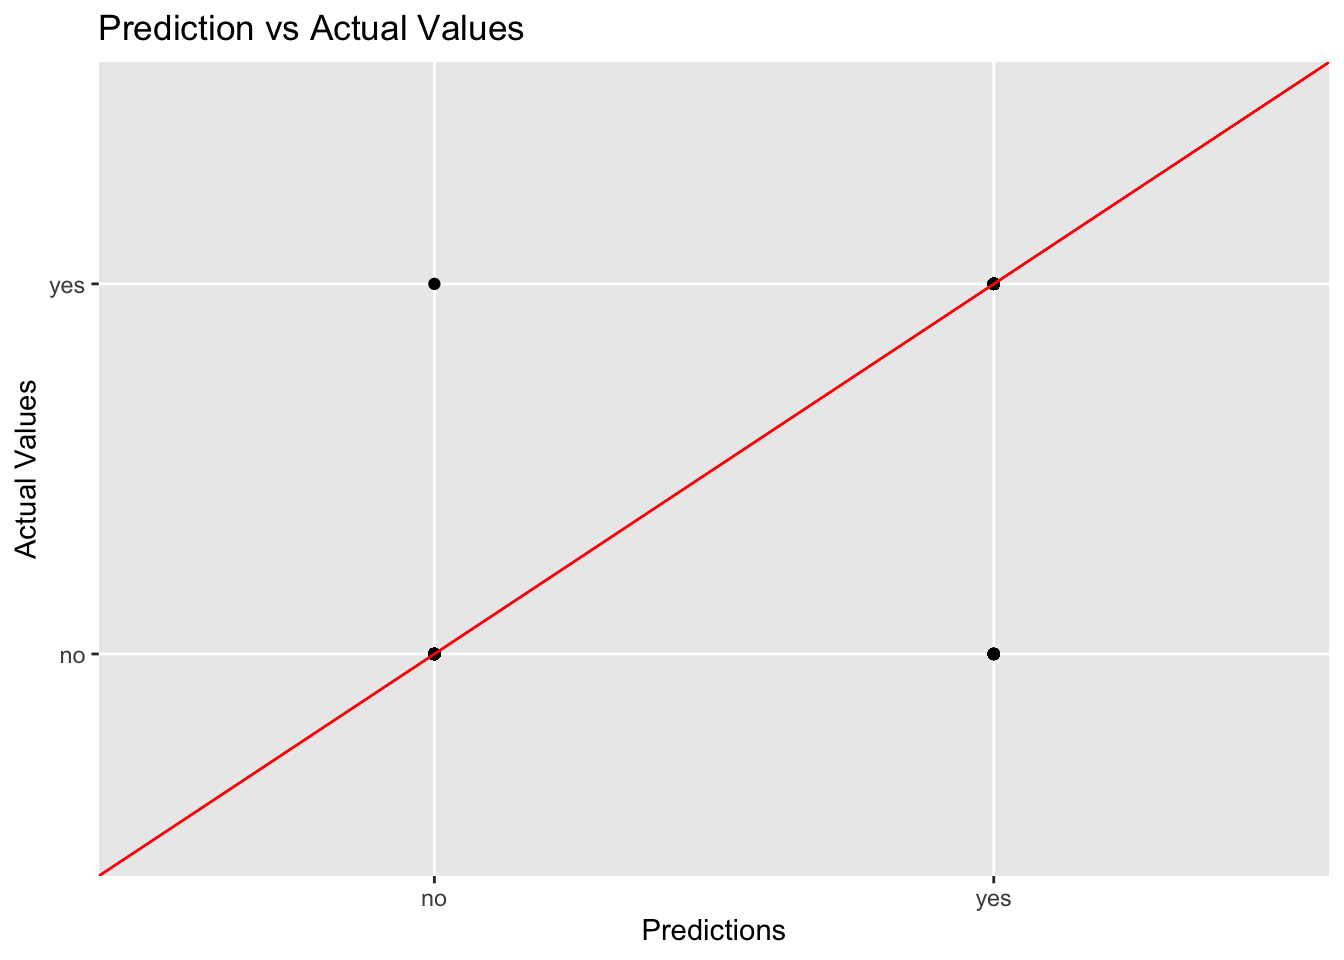 Prediction vs Actual Values
Actual Values
yes
no
no
yes
Predictions